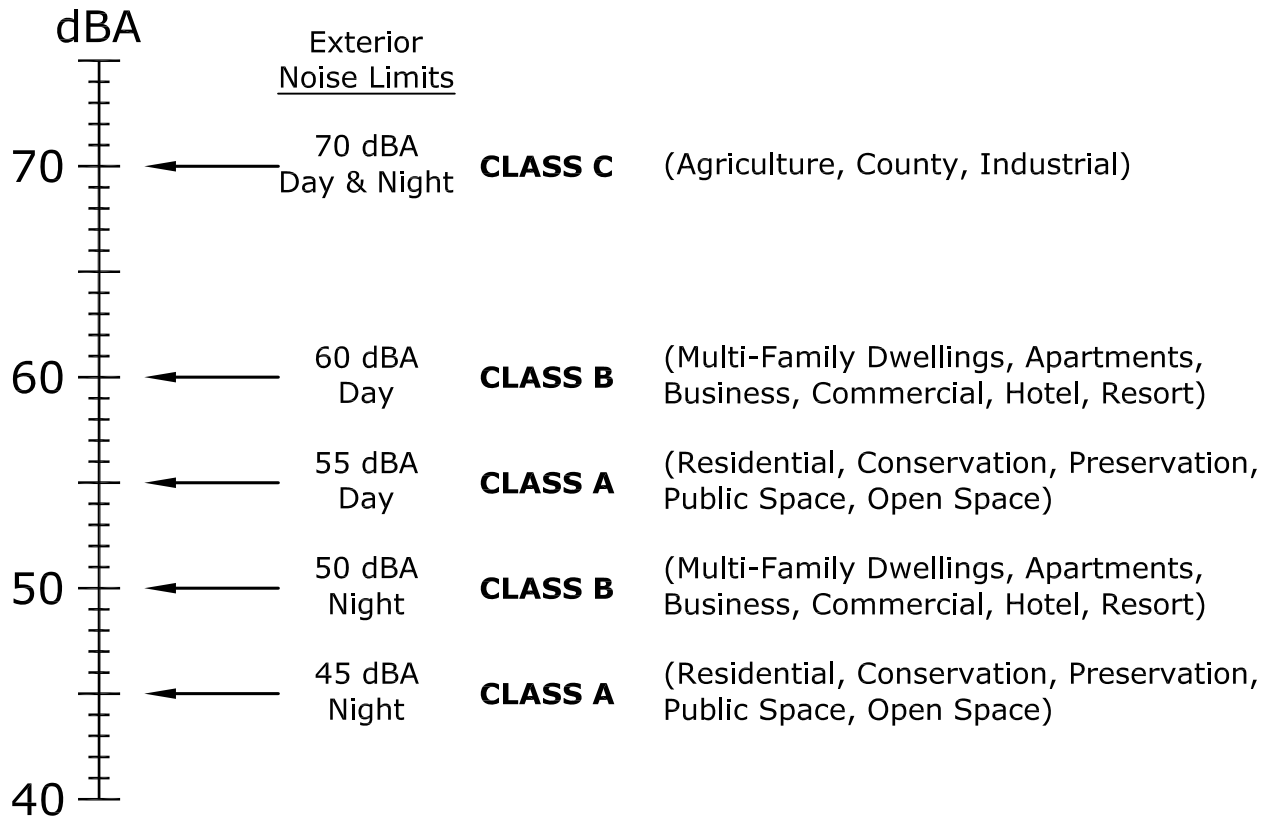 dBA
Exterior
Noise Limits
70
70 dBA
Day & Night
CLASS C
(Agriculture, County, Industrial)
60
60 dBA
Day
CLASS B
(Multi-Family Dwellings, Apartments,
Business, Commercial, Hotel, Resort)
55 dBA
Day
CLASS A
(Residential, Conservation, Preservation,
Public Space, Open Space)
50
50 dBA
Night
CLASS B
(Multi-Family Dwellings, Apartments,
Business, Commercial, Hotel, Resort)
45 dBA
Night
CLASS A
(Residential, Conservation, Preservation,
Public Space, Open Space)
40